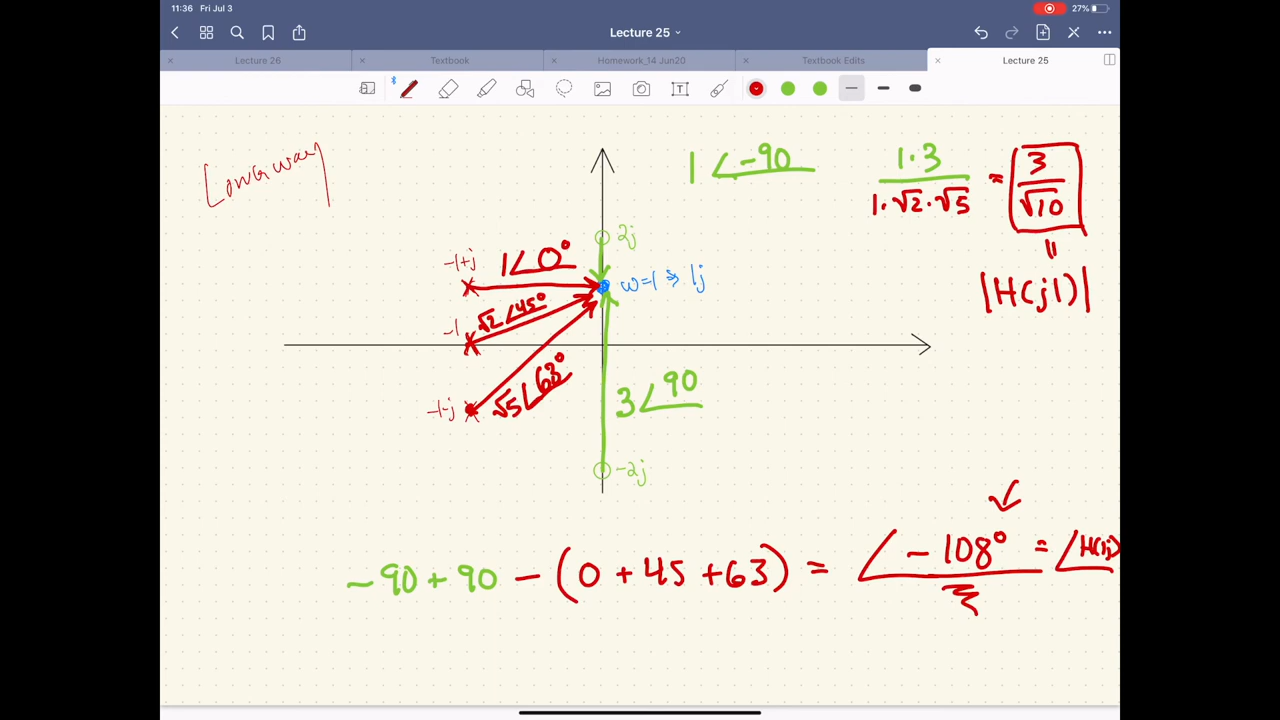 11:36 Fri Jul 3
27%
Lecture 25
Lecture 26
Textbook
Homework_14 Jun20
Textbook Edits
Lecture 25
T
Longway
1∠-90
1·3 / 1·√2·√5 = 3/√10
=
|H(j1)|
2j
-1+j
1∠0°
ω=1 → 1j
-1
√2∠45°
√5∠63°
3∠90
-1-j
-2j
-90+90 - (0+45+63) = ∠-108° = ∠H(1j)